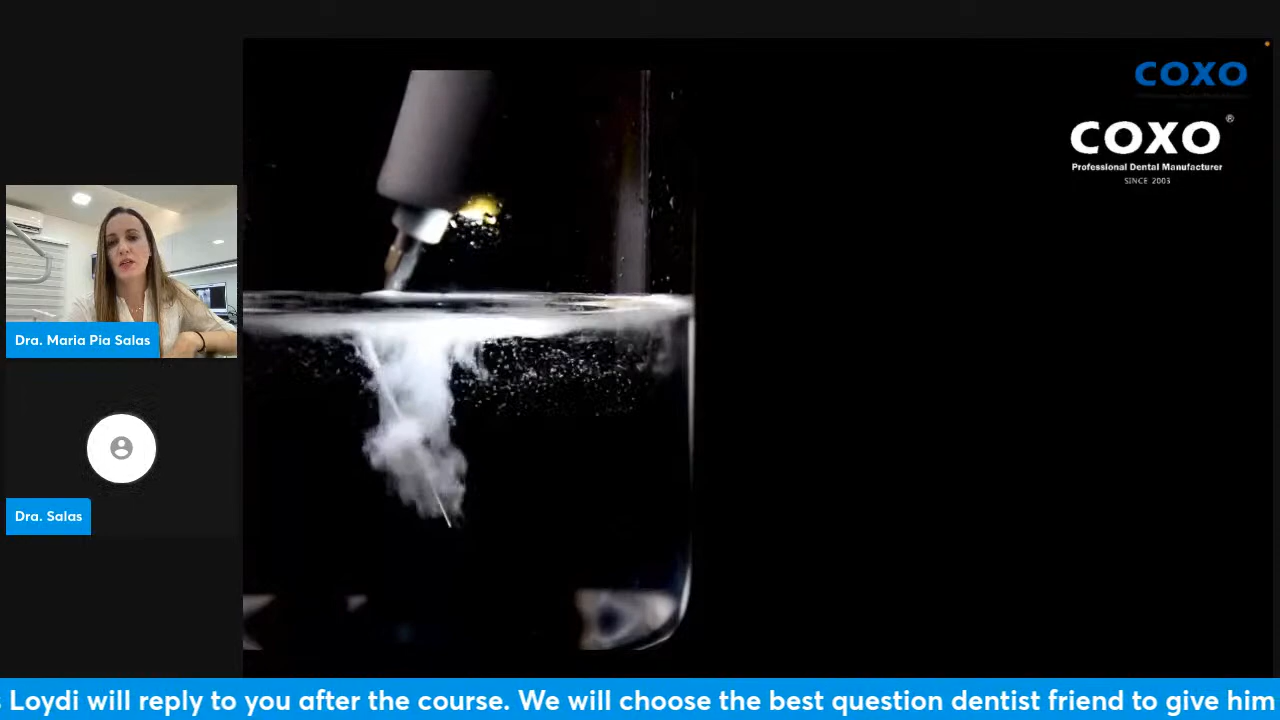 COXO
COXO®
Professional Dental Manufacturer
SINCE 2003
Dra. Maria Pia Salas
Dra. Salas
Loydi will reply to you after the course. We will choose the best question dentist friend to give him